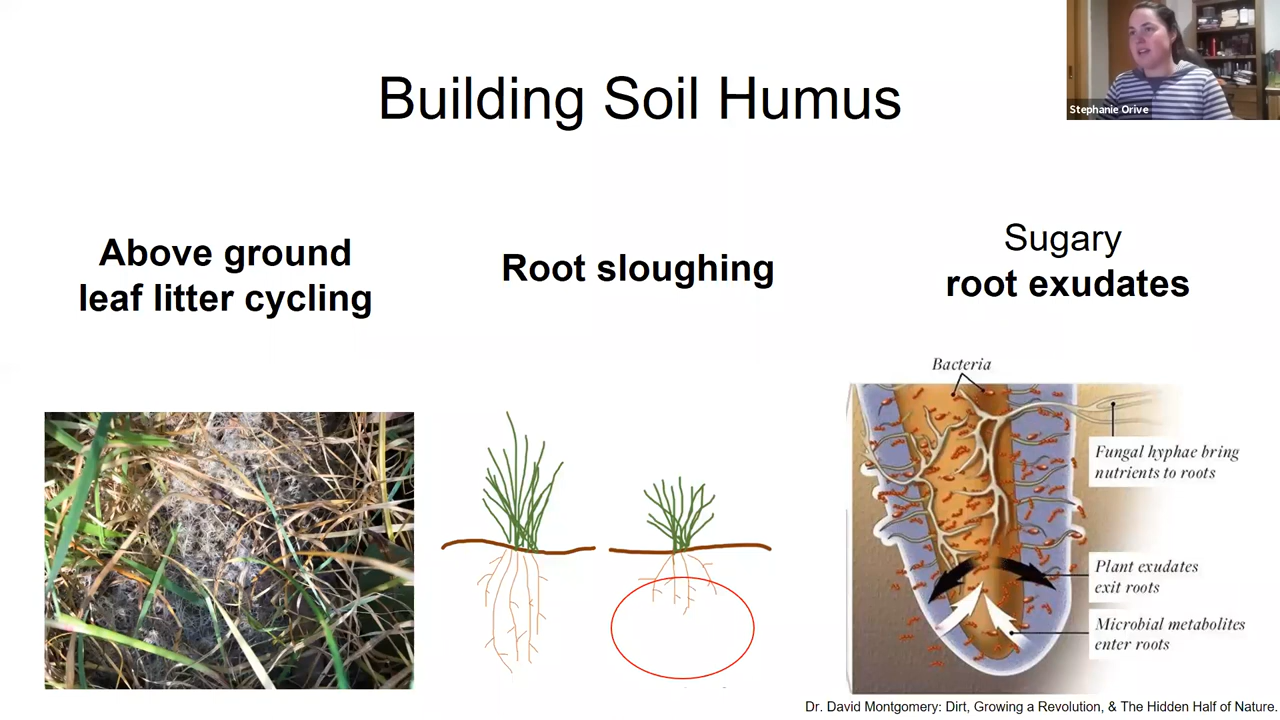 Building Soil Humus
Stephanie Orive
Above ground
leaf litter cycling
Root sloughing
Sugary
root exudates
Bacteria
Fungal hyphae bring
nutrients to roots
Plant exudates
exit roots
Microbial metabolites
enter roots
Dr. David Montgomery: Dirt, Growing a Revolution, & The Hidden Half of Nature.